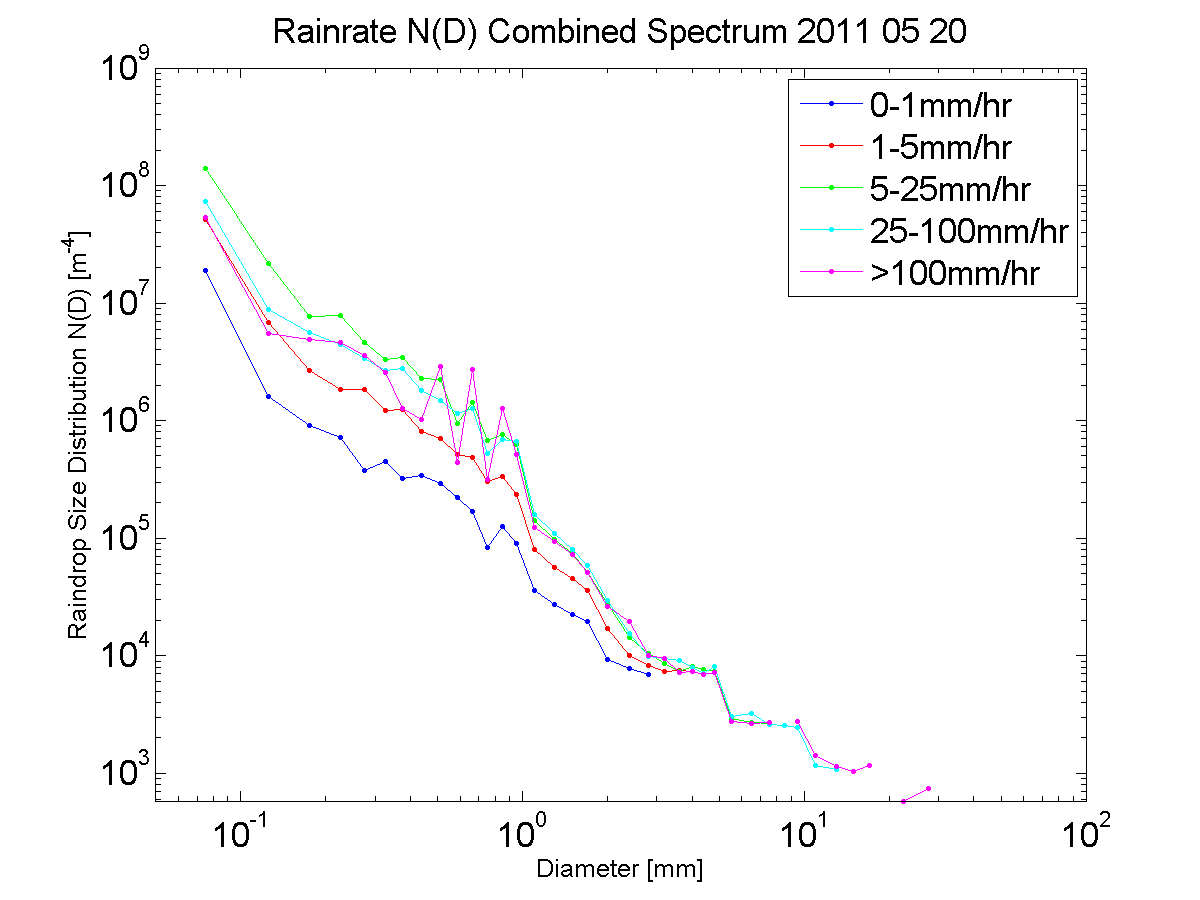 Rainrate N(D) Combined Spectrum 2011 05 20
10^9
10^8
10^7
10^6
10^5
10^4
10^3
Raindrop Size Distribution N(D) [m^-4]
0-1mm/hr
1-5mm/hr
5-25mm/hr
25-100mm/hr
>100mm/hr
10^-1 10^0 10^1 10^2
Diameter [mm]